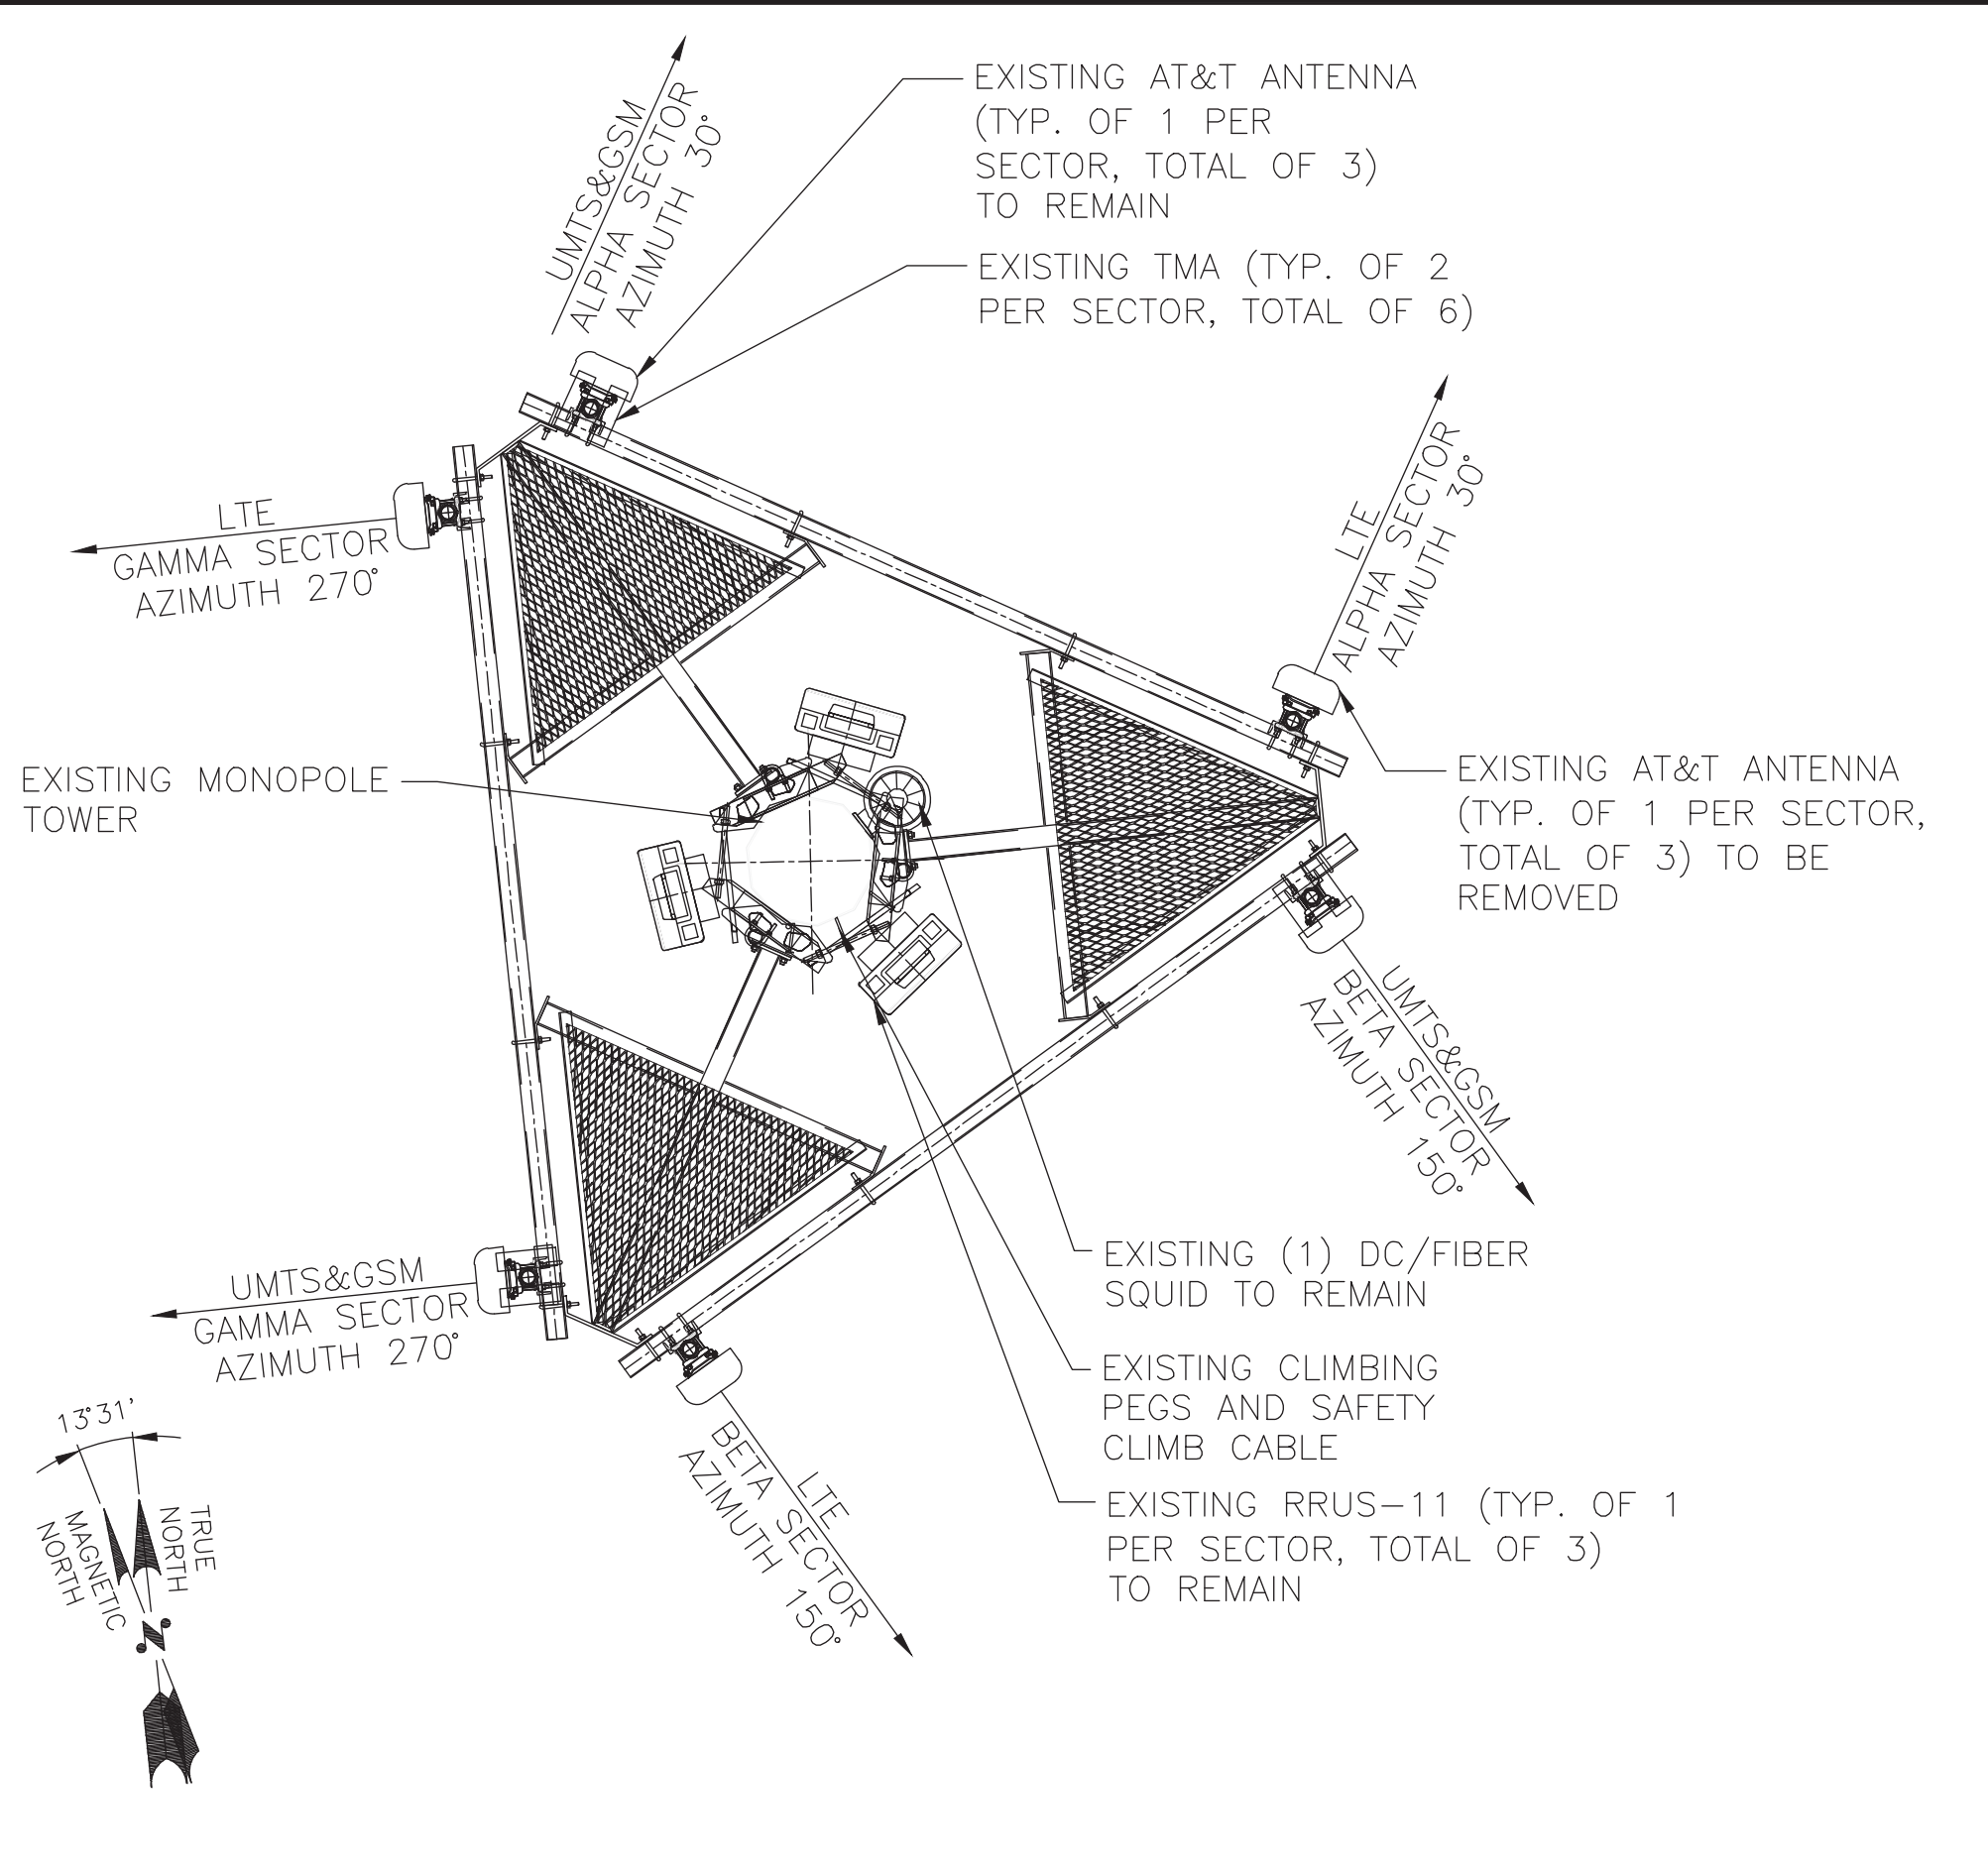 EXISTING AT&T ANTENNA
(TYP. OF 1 PER
SECTOR, TOTAL OF 3)
TO REMAIN
UMTS&GSM
ALPHA SECTOR
AZIMUTH 30°
EXISTING TMA (TYP. OF 2
PER SECTOR, TOTAL OF 6)
LTE
ALPHA SECTOR
AZIMUTH 30°
LTE
GAMMA SECTOR
AZIMUTH 270°
EXISTING MONOPOLE
TOWER
EXISTING AT&T ANTENNA
(TYP. OF 1 PER SECTOR,
TOTAL OF 3) TO BE
REMOVED
UMTS&GSM
BETA SECTOR
AZIMUTH 150°
EXISTING (1) DC/FIBER
SQUID TO REMAIN
UMTS&GSM
GAMMA SECTOR
AZIMUTH 270°
EXISTING CLIMBING
PEGS AND SAFETY
CLIMB CABLE
LTE
BETA SECTOR
AZIMUTH 150°
EXISTING RRUS-11 (TYP. OF 1
PER SECTOR, TOTAL OF 3)
TO REMAIN
13°31'
TRUE
NORTH
MAGNETIC
NORTH
N